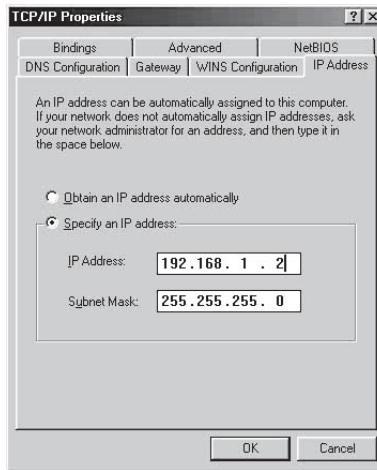 TCP/IP Properties
Bindings Advanced NetBIOS
DNS Configuration Gateway WINS Configuration IP Address
An IP address can be automatically assigned to this computer.
If your network does not automatically assign IP addresses, ask
your network administrator for an address, and then type it in
the space below.
Obtain an IP address automatically
Specify an IP address:
IP Address: 192.168. 1 . 2
Subnet Mask: 255.255.255. 0
OK Cancel